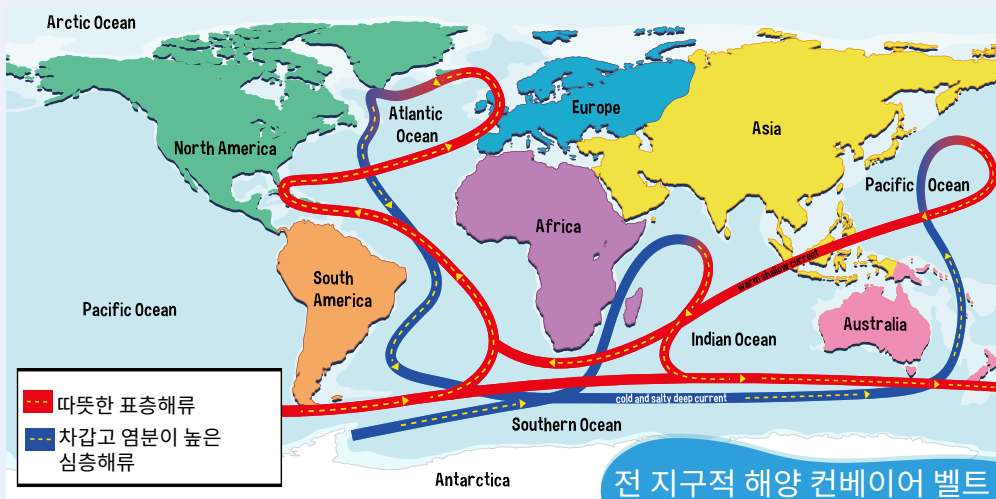 Arctic Ocean
North America
Atlantic
Ocean
Europe
Asia
Pacific Ocean
Africa
South
America
Pacific Ocean
warm shallow current
Indian Ocean
Australia
따뜻한 표층해류
차갑고 염분이 높은
심층해류
cold and salty deep current
Southern Ocean
Antarctica
전 지구적 해양 컨베이어 벨트